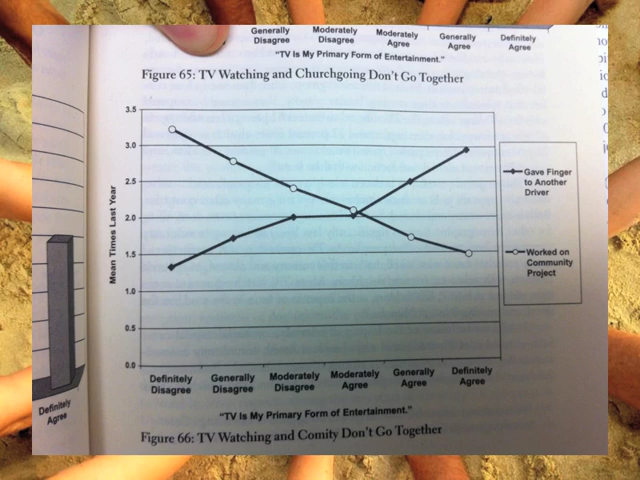 Generally Disagree
Moderately Disagree
Moderately Agree
Generally Agree
Definitely Agree
"TV Is My Primary Form of Entertainment."
Figure 65: TV Watching and Churchgoing Don't Go Together
Mean Times Last Year
3.5
3.0
2.5
2.0
1.5
1.0
0.5
0.0
Gave Finger
to Another
Driver
Worked on
Community
Project
Definitely Disagree
Generally Disagree
Moderately Disagree
Moderately Agree
Generally Agree
Definitely Agree
"TV Is My Primary Form of Entertainment."
Figure 66: TV Watching and Comity Don't Go Together
Definitely
Agree